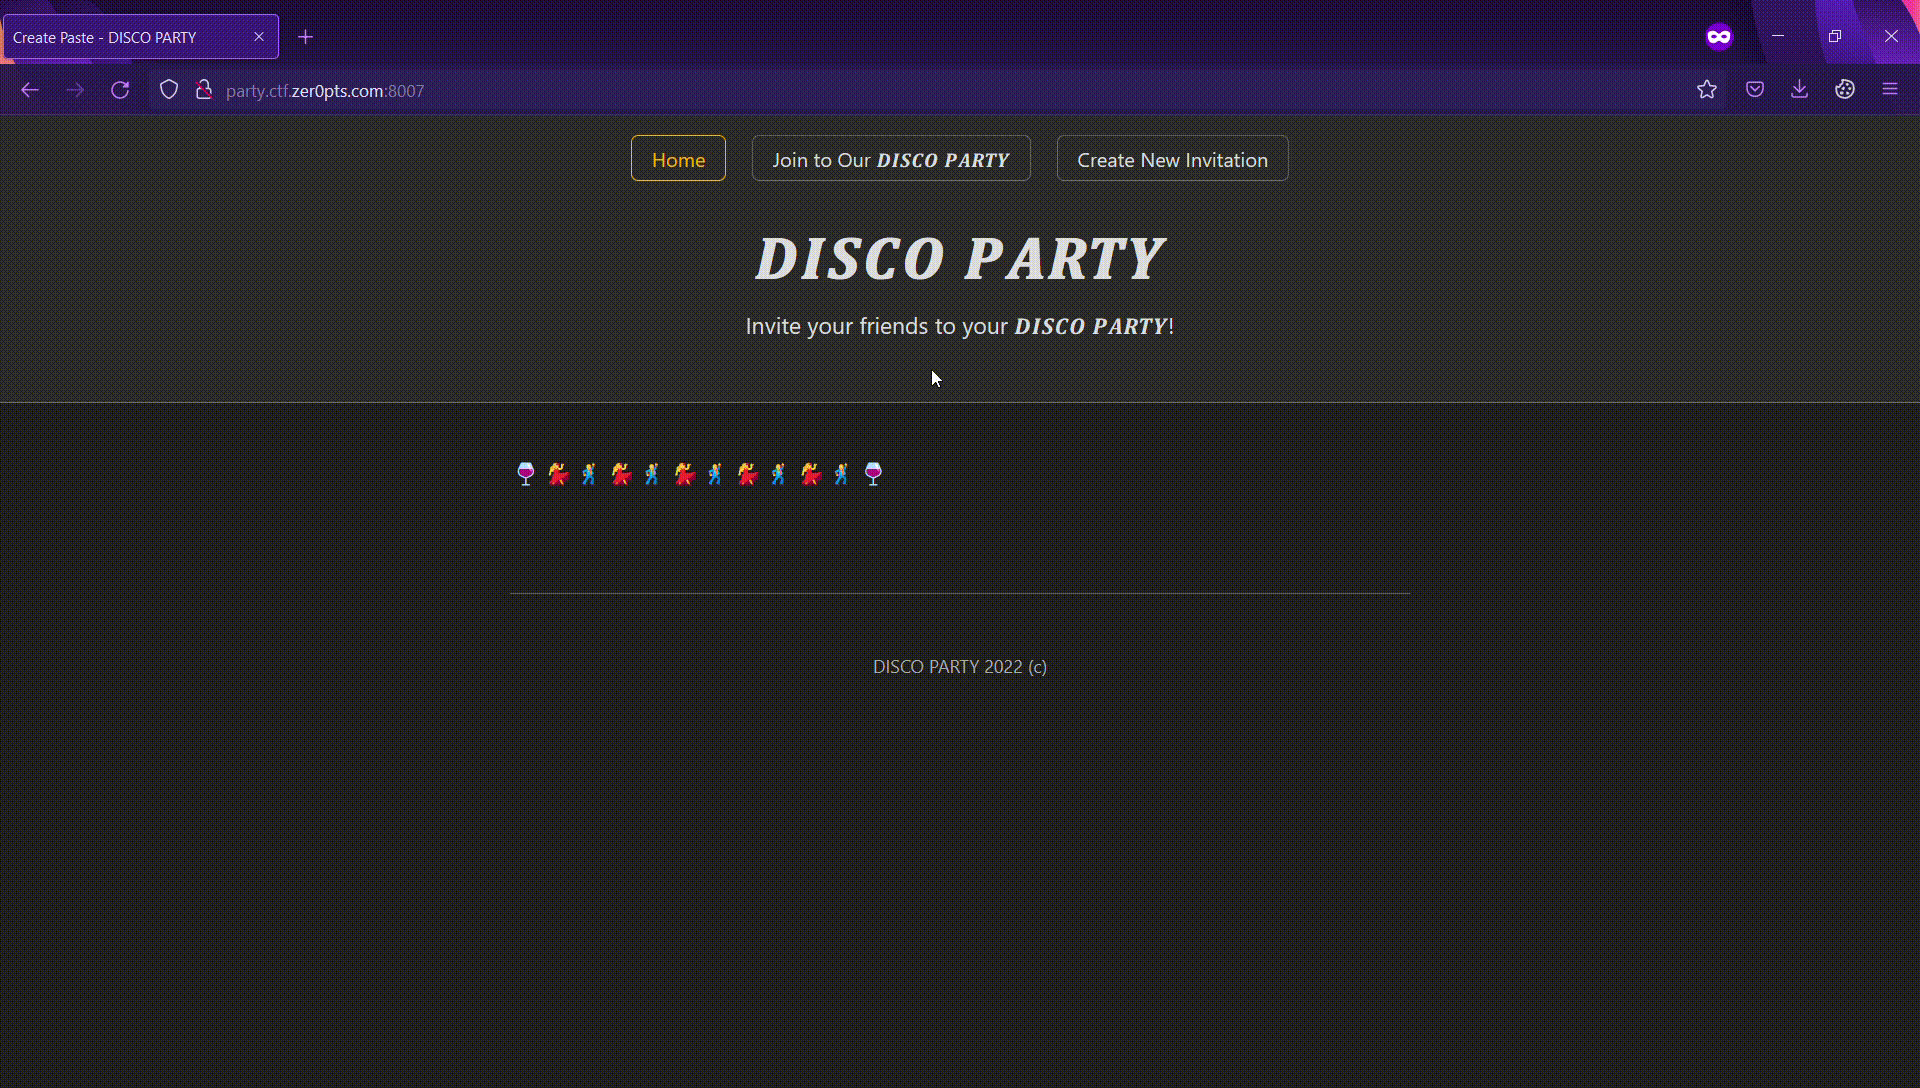 Create Paste - DISCO PARTY
party.ctf.zer0pts.com:8007
Home
Join to Our DISCO PARTY
Create New Invitation
DISCO PARTY
Invite your friends to your DISCO PARTY!
🍷 💃 🕺 💃 🕺 💃 🕺 💃 🕺 💃 🕺 🍷
DISCO PARTY 2022 (c)